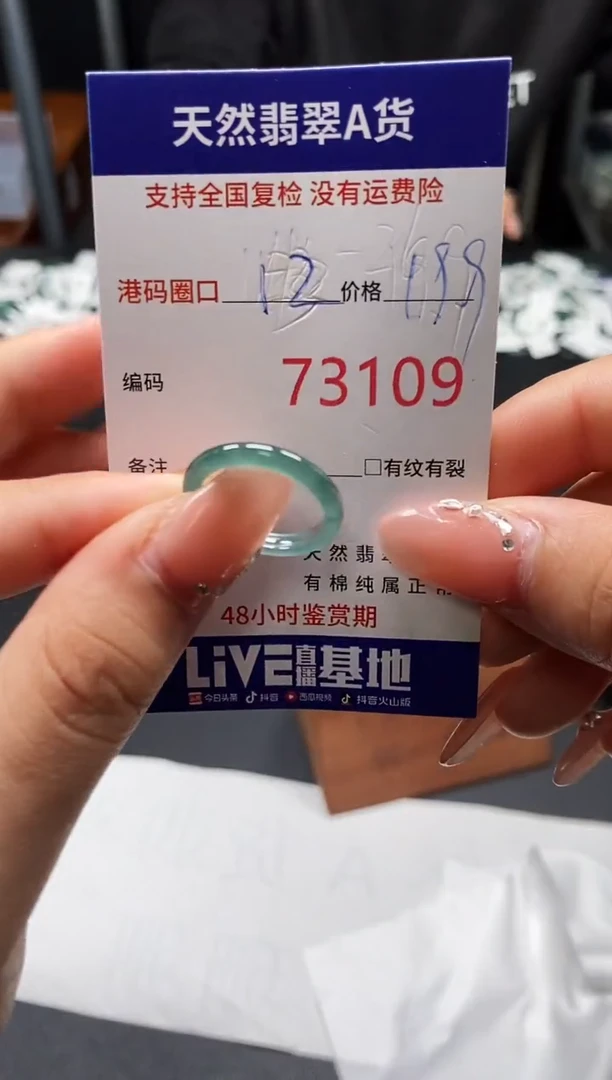 天然翡翠A货
支持全国复检 没有运费险
港码圈口 12 价格 199
编码 73109
备注 □有纹有裂
天然翡
有棉纯属正常
48小时鉴赏期
LiVE直播基地
今日头条 抖音 西瓜视频 抖音火山版